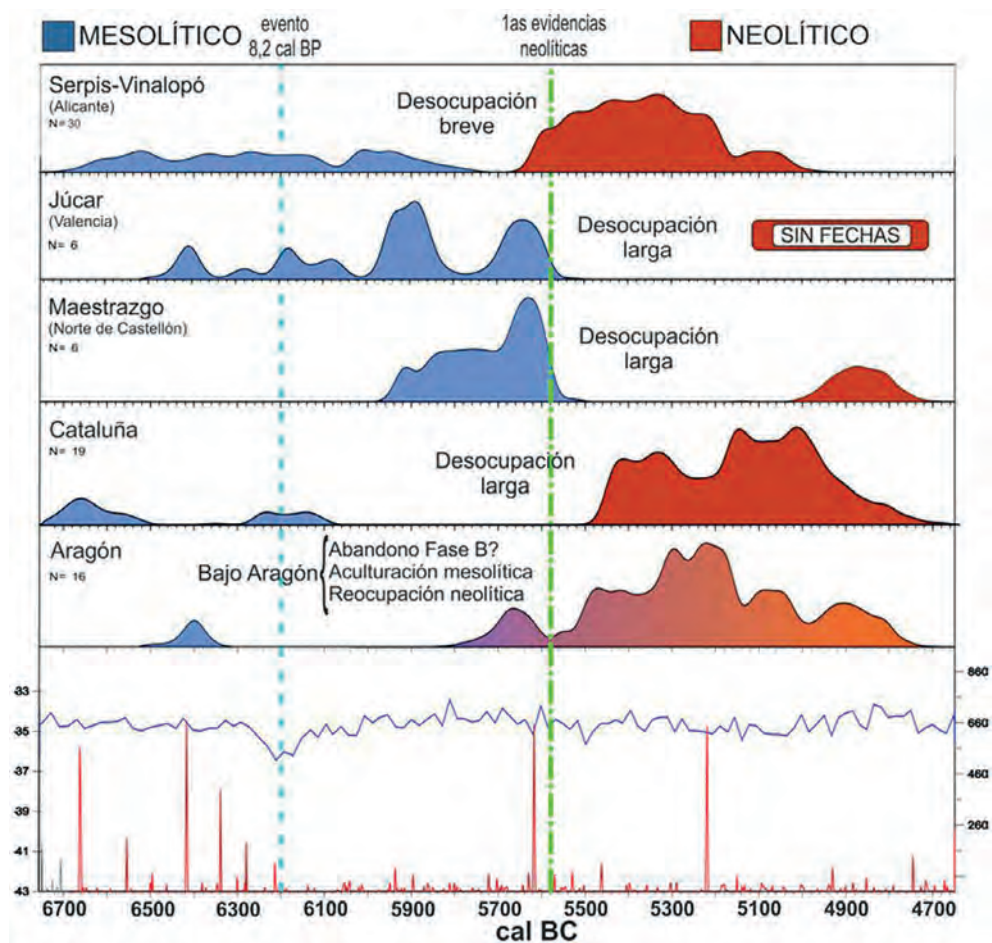 MESOLÍTICO
evento
8,2 cal BP
1as evidencias
neolíticas
NEOLÍTICO
Serpis-Vinalopó
(Alicante)
N=30
Desocupación
breve
Júcar
(Valencia)
N= 6
Desocupación
larga
SIN FECHAS
Maestrazgo
(Norte de Castellón)
N= 6
Desocupación
larga
Cataluña
N= 19
Desocupación
larga
Aragón
N= 16
Bajo Aragón
Abandono Fase B?
Aculturación mesolítica
Reocupación neolítica
33
35
37
39
41
43
860
660
460
260
6700 6500 6300 6100 5900 5700 5500 5300 5100 4900 4700
cal BC